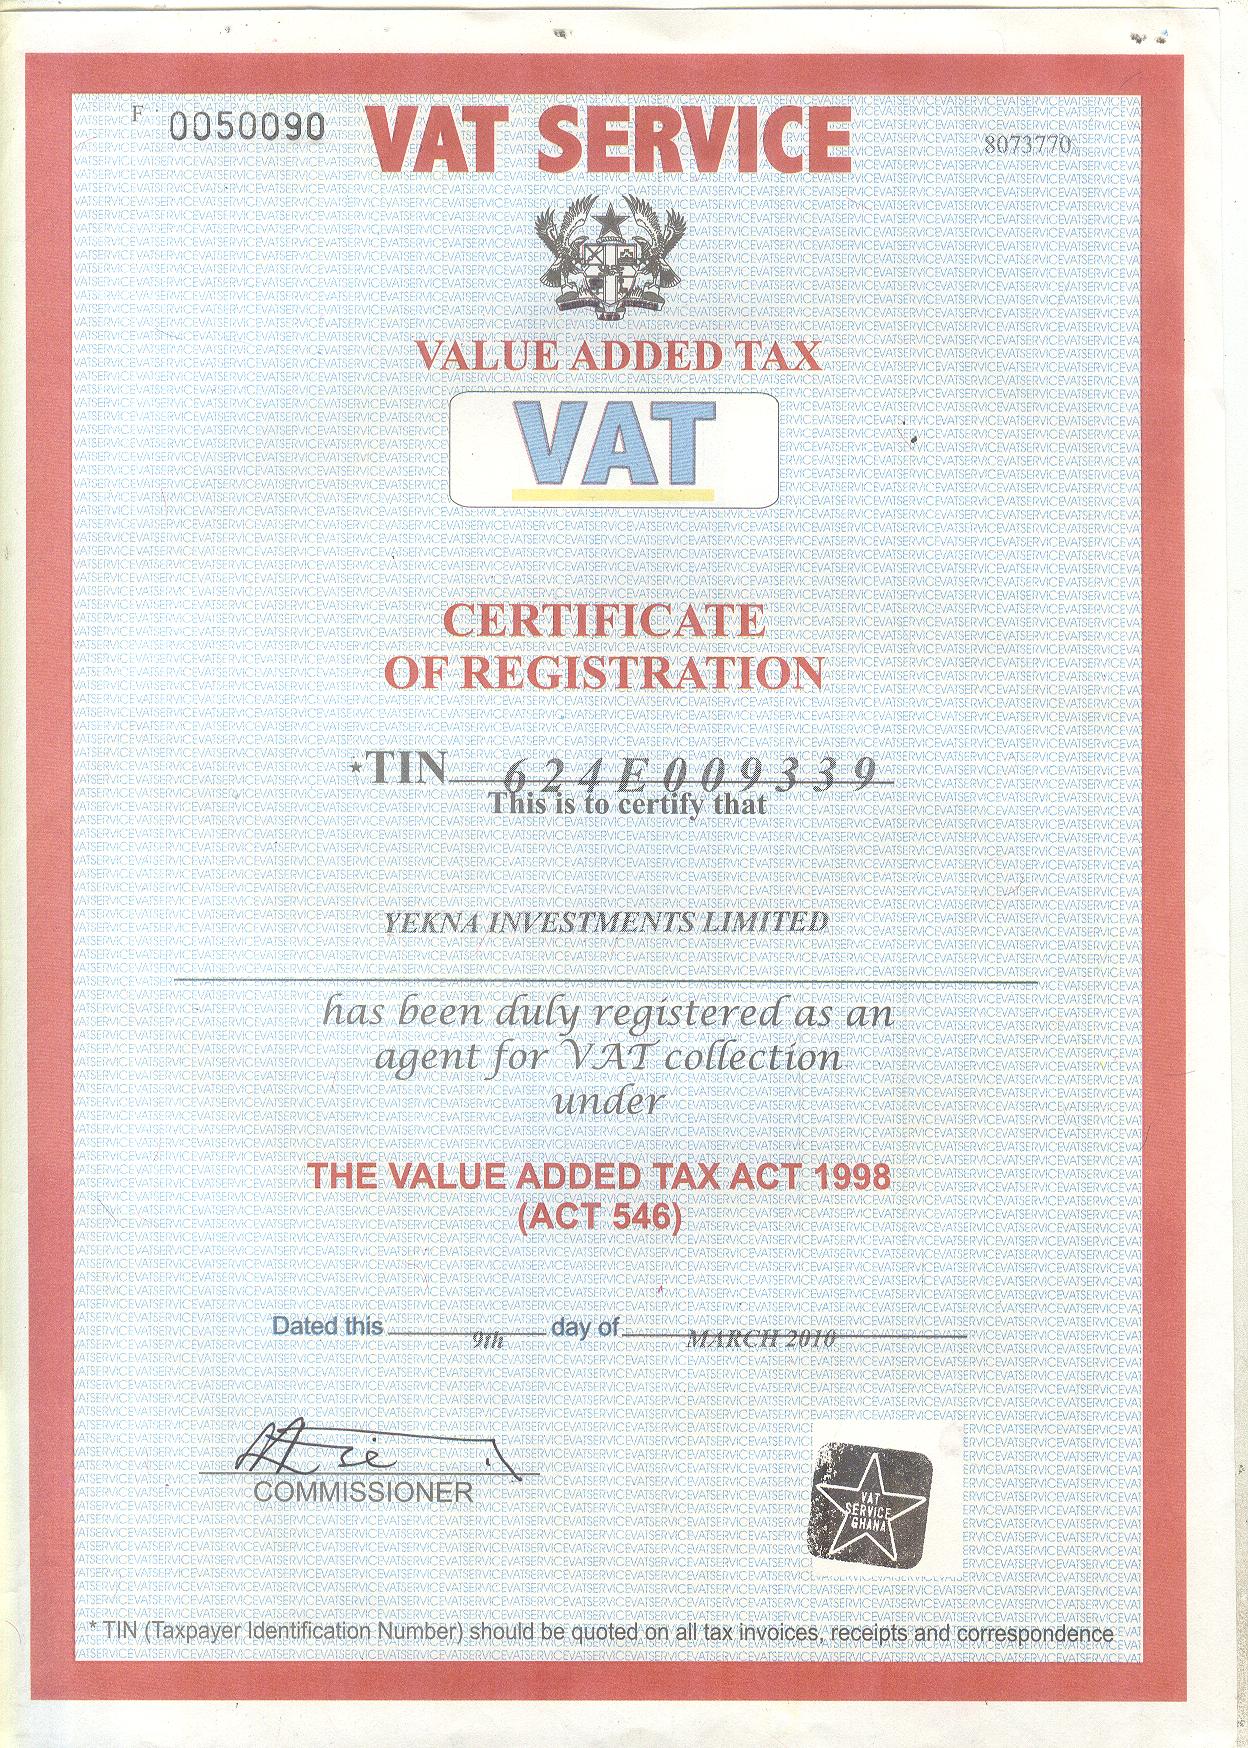 F 0050090
VAT SERVICE
8073770
VALUE ADDED TAX
VAT
CERTIFICATE
OF REGISTRATION
*TIN 624E009339
This is to certify that
YEKNA INVESTMENTS LIMITED
has been duly registered as an
agent for VAT collection
under
THE VALUE ADDED TAX ACT 1998
(ACT 546)
Dated this 9th day of MARCH 2010
COMMISSIONER
VAT
SERVICE
GHANA
* TIN (Taxpayer Identification Number) should be quoted on all tax invoices, receipts and correspondence